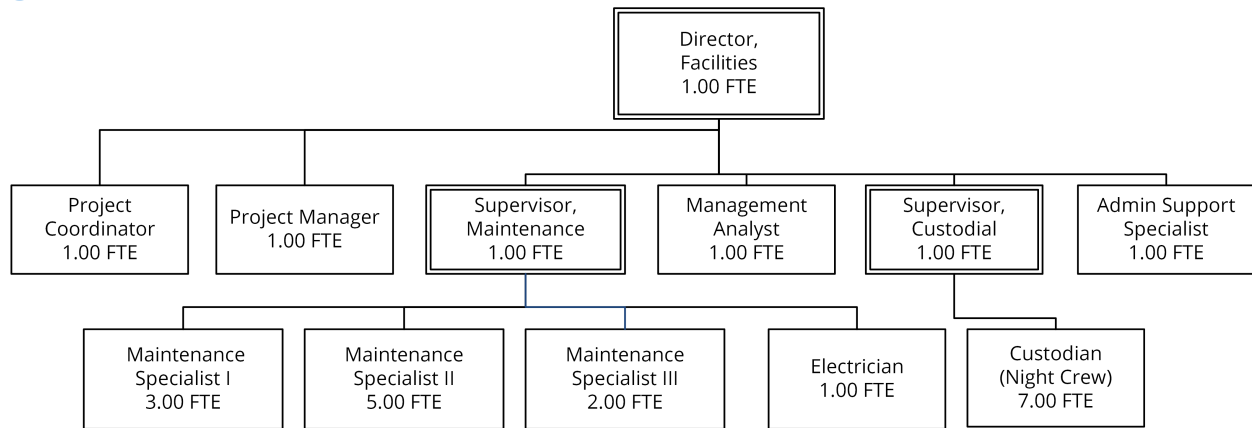 Director,
Facilities
1.00 FTE
Project
Coordinator
1.00 FTE
Project Manager
1.00 FTE
Supervisor,
Maintenance
1.00 FTE
Management
Analyst
1.00 FTE
Supervisor,
Custodial
1.00 FTE
Admin Support
Specialist
1.00 FTE
Maintenance
Specialist I
3.00 FTE
Maintenance
Specialist II
5.00 FTE
Maintenance
Specialist III
2.00 FTE
Electrician
1.00 FTE
Custodian
(Night Crew)
7.00 FTE